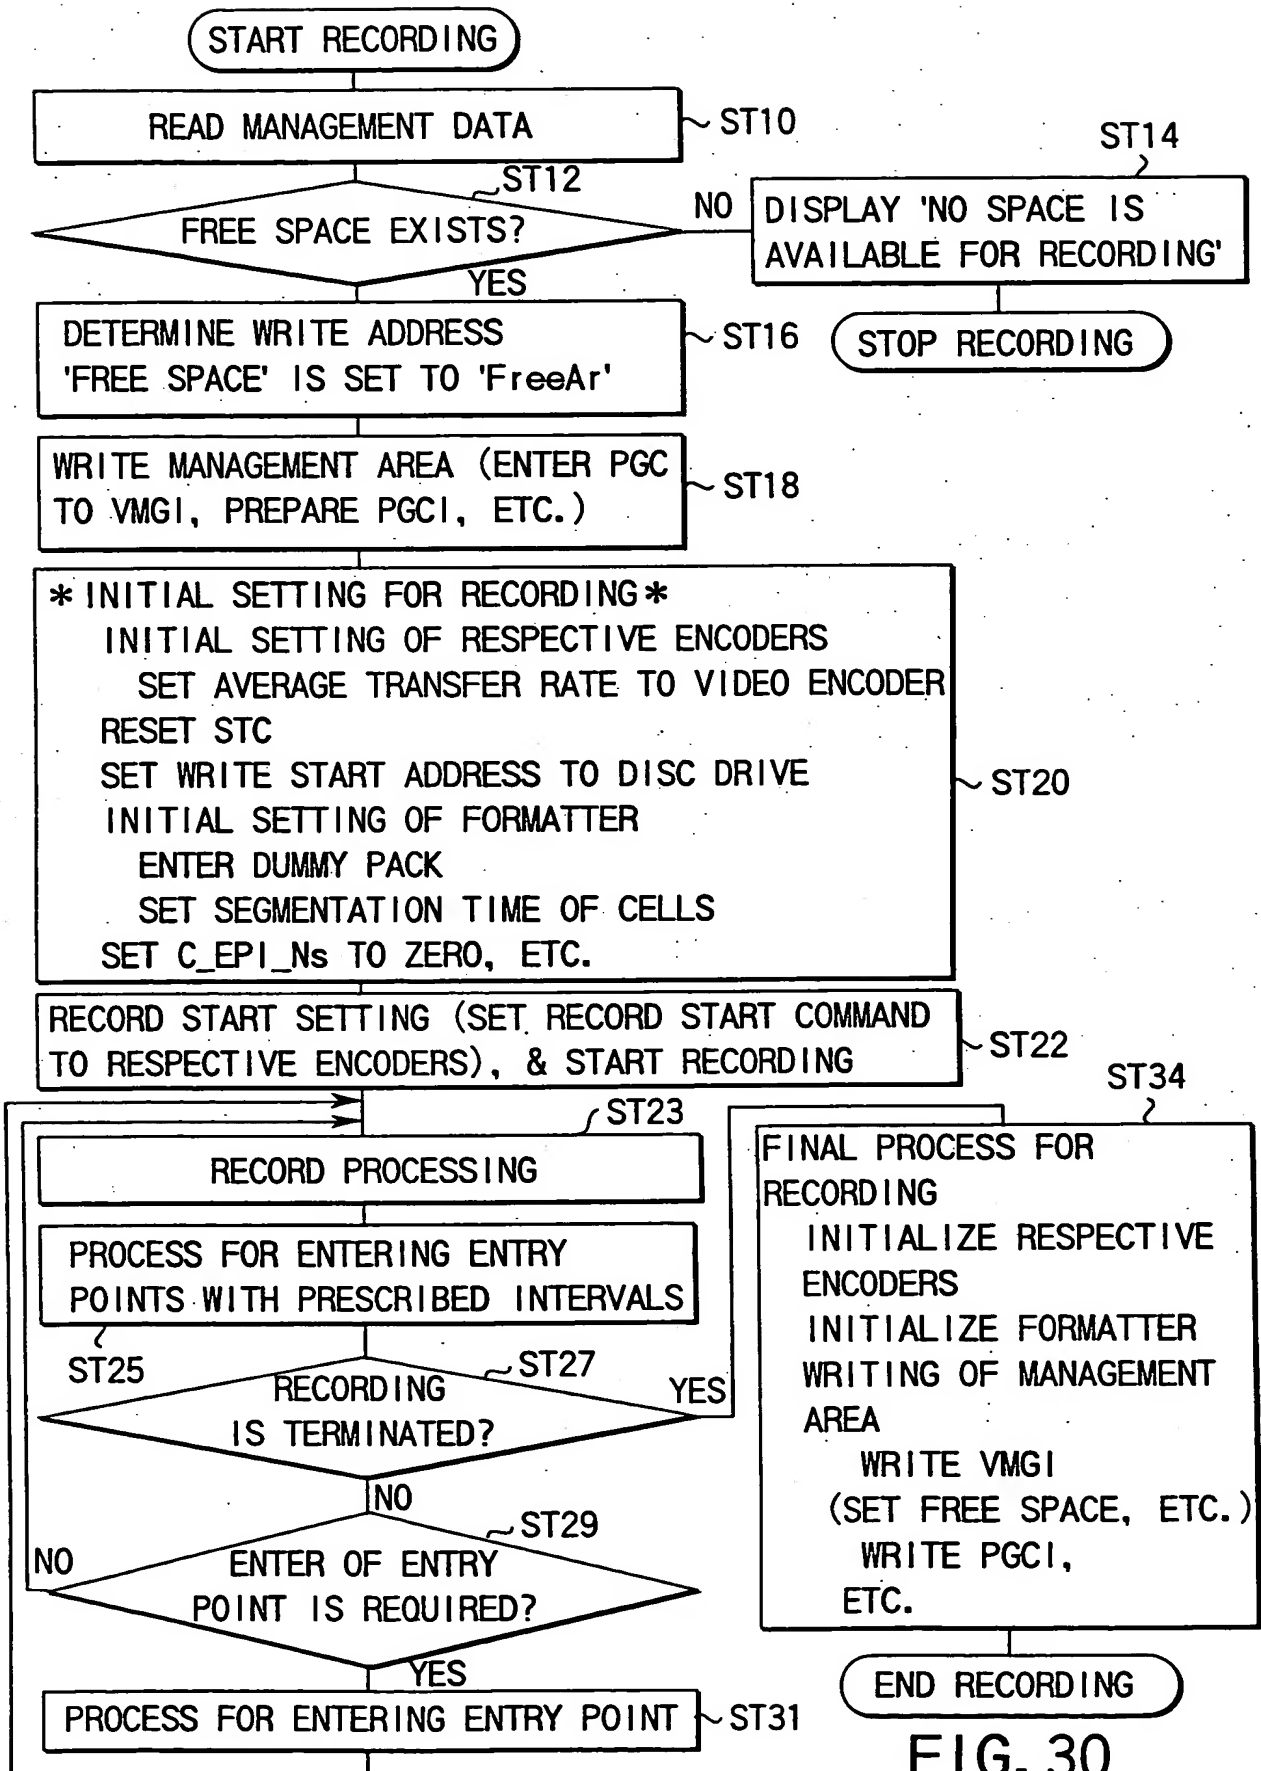 START RECORDING
READ MANAGEMENT DATA
ST10
ST12
FREE SPACE EXISTS?
NO
YES
ST14
DISPLAY 'NO SPACE IS
AVAILABLE FOR RECORDING'
STOP RECORDING
DETERMINE WRITE ADDRESS
'FREE SPACE' IS SET TO 'FreeAr'
ST16
WRITE MANAGEMENT AREA (ENTER PGC
TO VMGI, PREPARE PGCI, ETC.)
ST18
*INITIAL SETTING FOR RECORDING*
INITIAL SETTING OF RESPECTIVE ENCODERS
SET AVERAGE TRANSFER RATE TO VIDEO ENCODER
RESET STC
SET WRITE START ADDRESS TO DISC DRIVE
INITIAL SETTING OF FORMATTER
ENTER DUMMY PACK
SET SEGMENTATION TIME OF CELLS
SET C_EPI_Ns TO ZERO, ETC.
ST20
RECORD START SETTING (SET RECORD START COMMAND
TO RESPECTIVE ENCODERS), & START RECORDING
ST22
ST23
RECORD PROCESSING
PROCESS FOR ENTERING ENTRY
POINTS WITH PRESCRIBED INTERVALS
ST25
ST27
RECORDING
IS TERMINATED?
YES
NO
ST29
ENTER OF ENTRY
POINT IS REQUIRED?
NO
YES
PROCESS FOR ENTERING ENTRY POINT
ST31
ST34
FINAL PROCESS FOR
RECORDING
INITIALIZE RESPECTIVE
ENCODERS
INITIALIZE FORMATTER
WRITING OF MANAGEMENT
AREA
WRITE VMGI
(SET FREE SPACE, ETC.)
WRITE PGCI,
ETC.
END RECORDING
FIG. 30